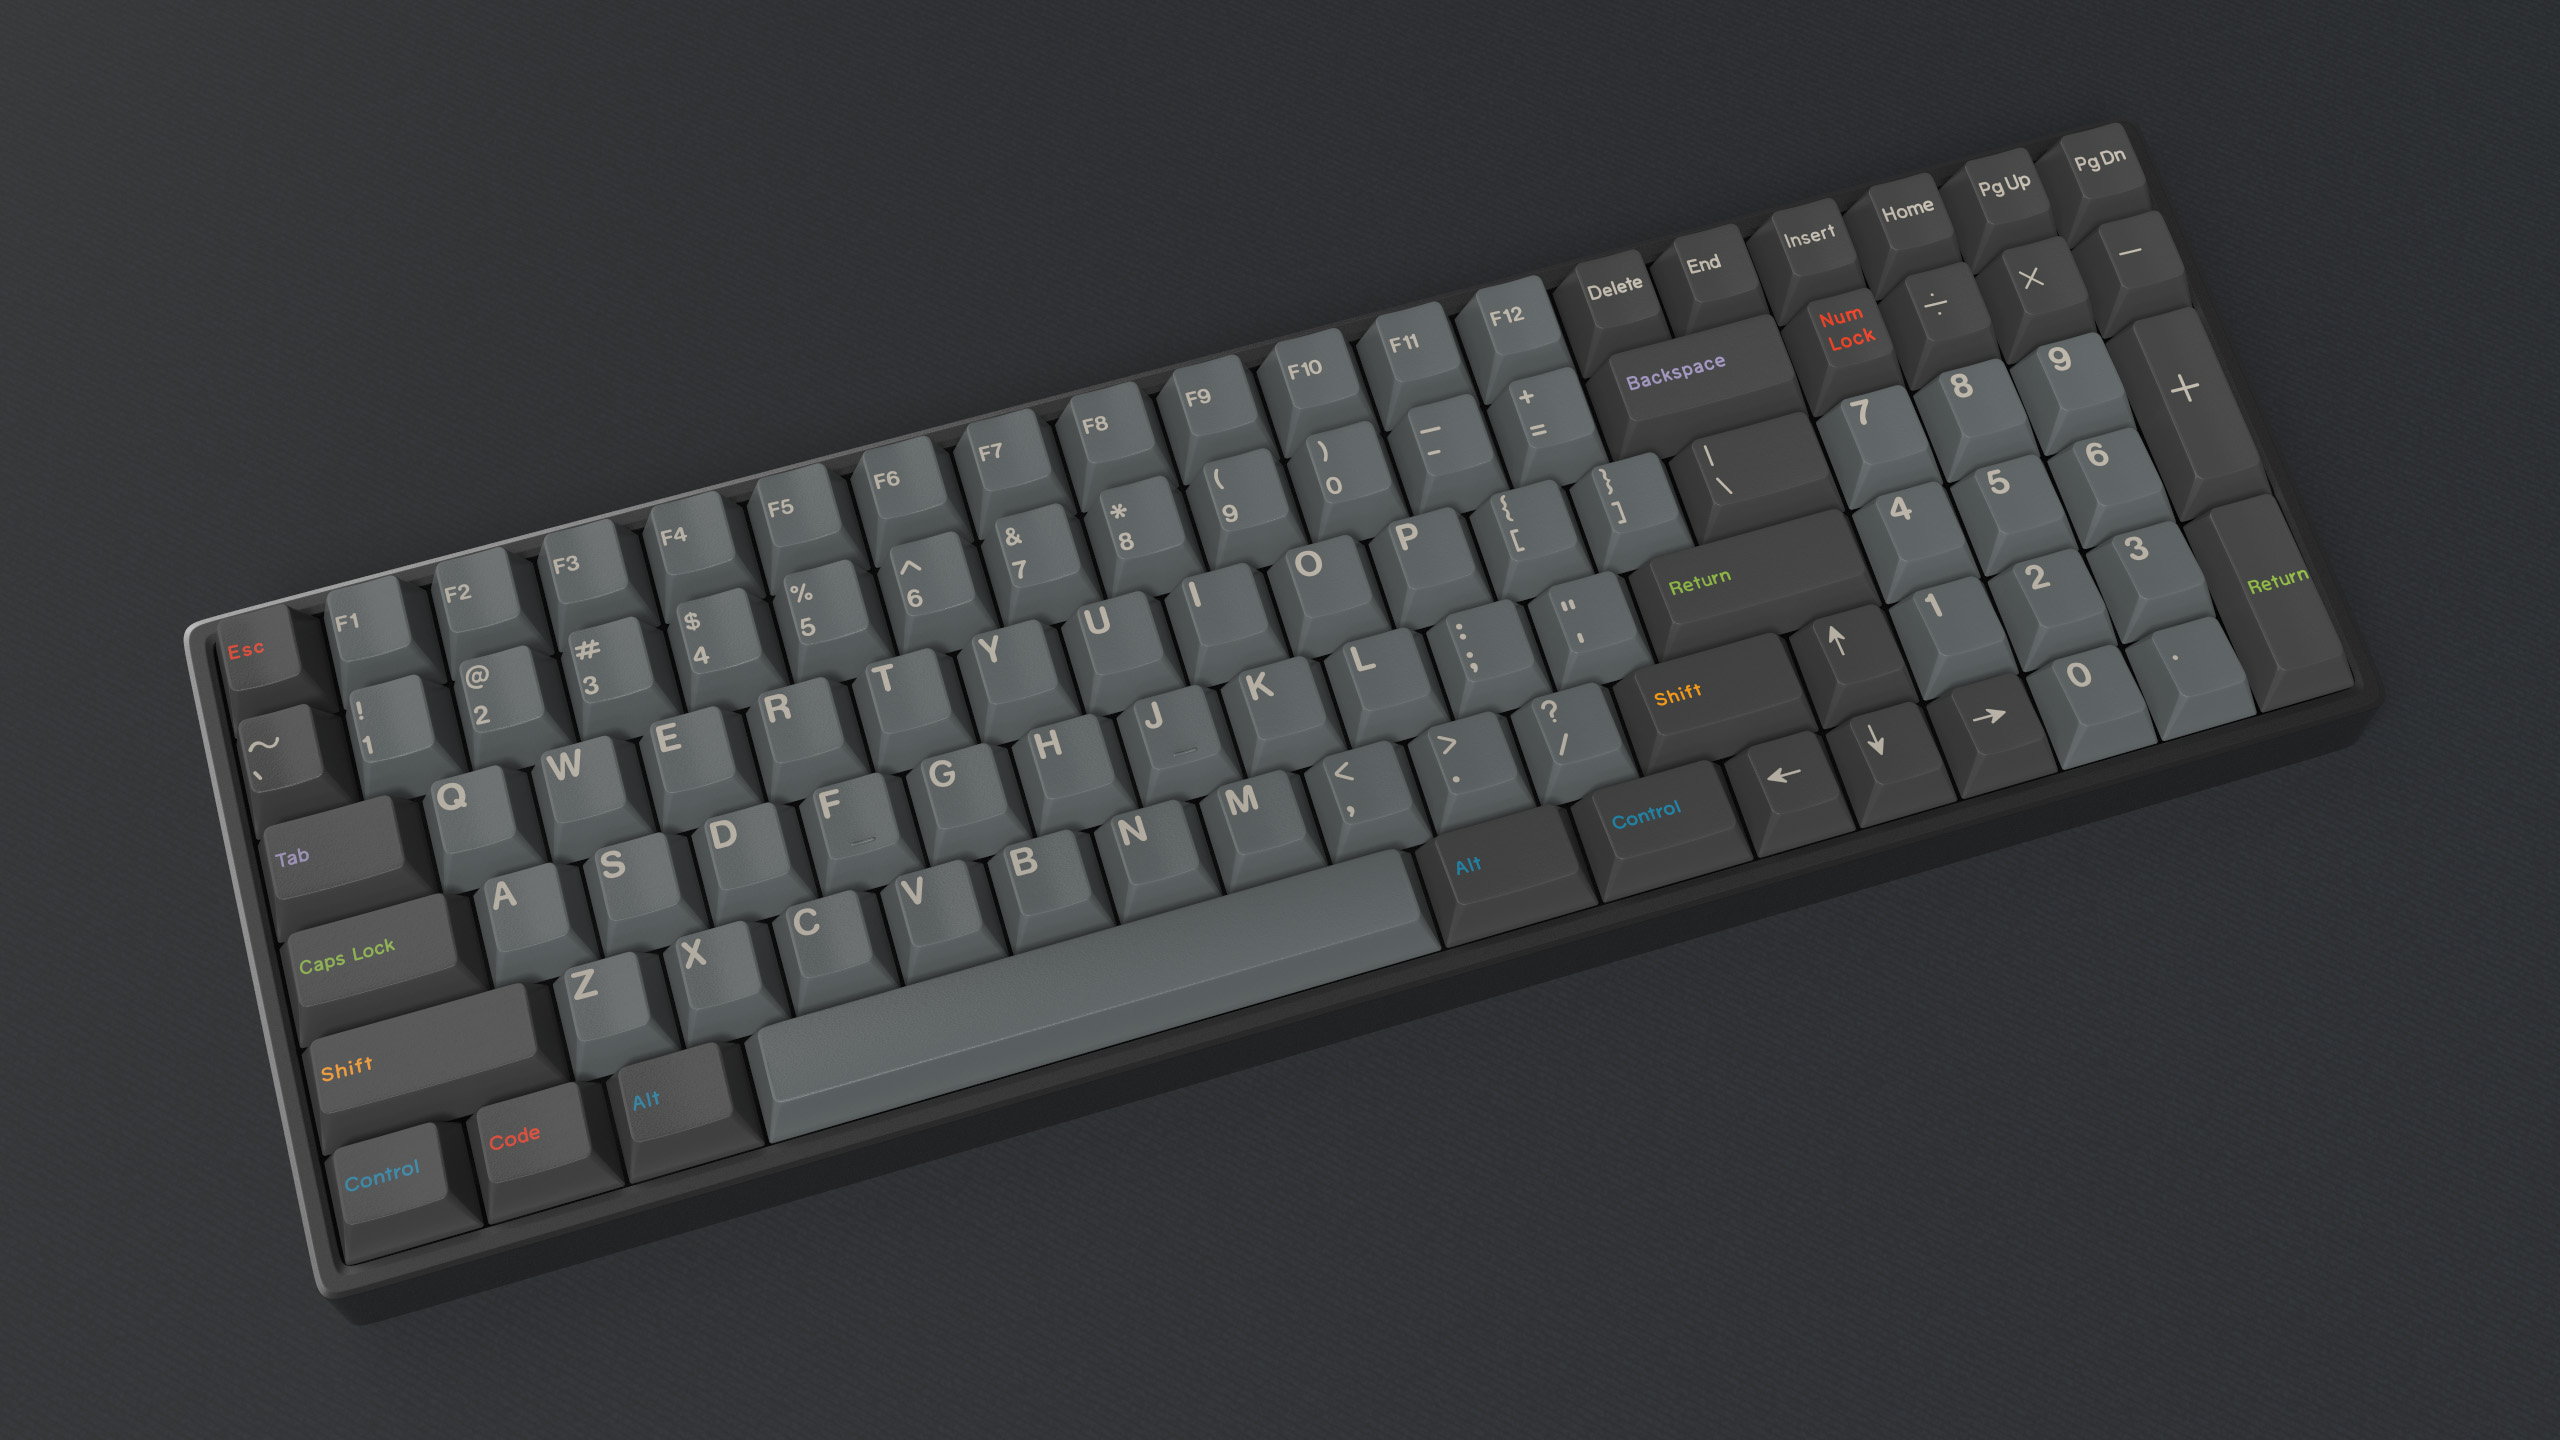 Esc F1 F2 F3 F4 F5 F6 F7 F8 F9 F10 F11 F12 Delete End Insert Home Pg Up Pg Dn
~ ! @ # $ % ^ & * ( ) — +
` 1 2 3 4 5 6 7 8 9 0 – =
Backspace
Num
Lock
÷ × —
Tab Q W E R T Y U I O P { } |
[ ] \
7 8 9 +
Caps Lock A S D F G H J K L : "
; '
Return 4 5 6
Shift Z X C V B N M < > ?
, . /
Shift ↑ 1 2 3 Return
Control Code Alt Alt Control ← ↓ → 0 .